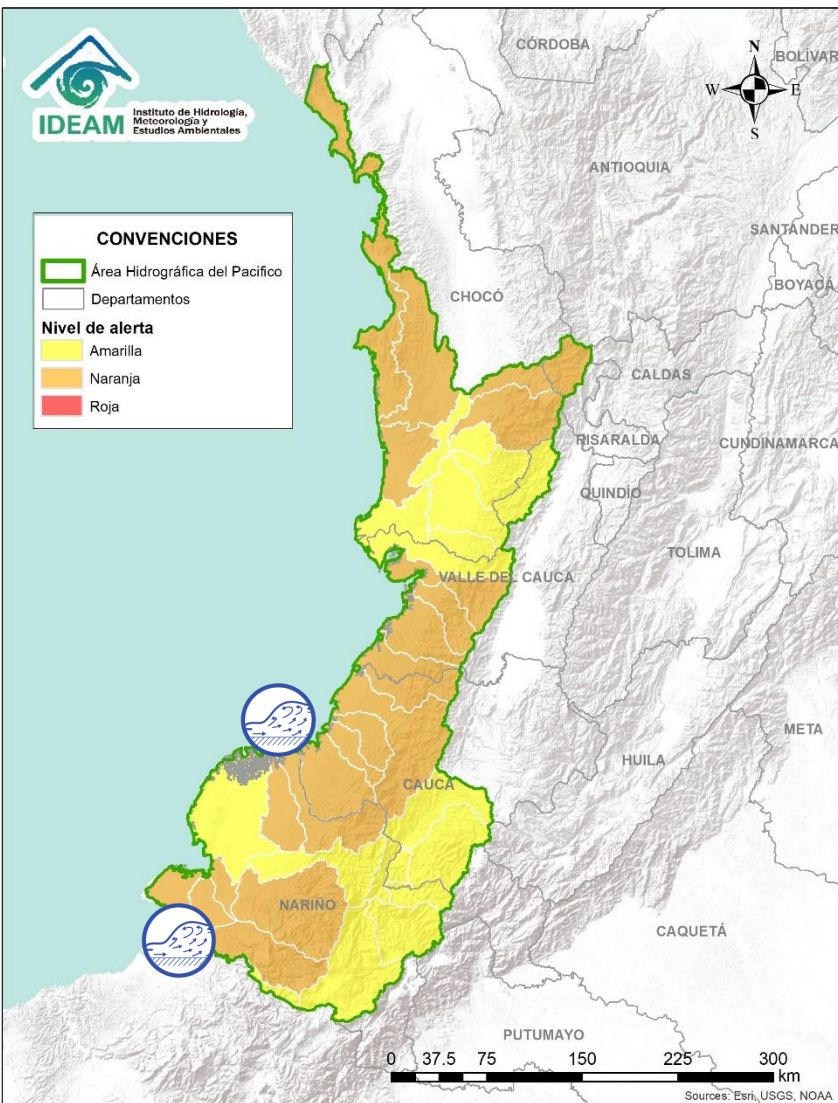 IDEAM
Instituto de Hidrología,
Meteorología y
Estudios Ambientales
N
W
E
S
CÓRDOBA
BOLÍVAR
ANTIOQUIA
SANTANDER
BOYACÁ
CHOCÓ
CALDAS
RISARALDA
CUNDINAMARCA
QUINDÍO
TOLIMA
VALLE DEL CAUCA
META
HUILA
CAUCA
NARIÑO
CAQUETÁ
PUTUMAYO
CONVENCIONES
Área Hidrográfica del Pacifico
Departamentos
Nivel de alerta
Amarilla
Naranja
Roja
0 37.5 75 150 225 300
km
Sources: Esri, USGS, NOAA